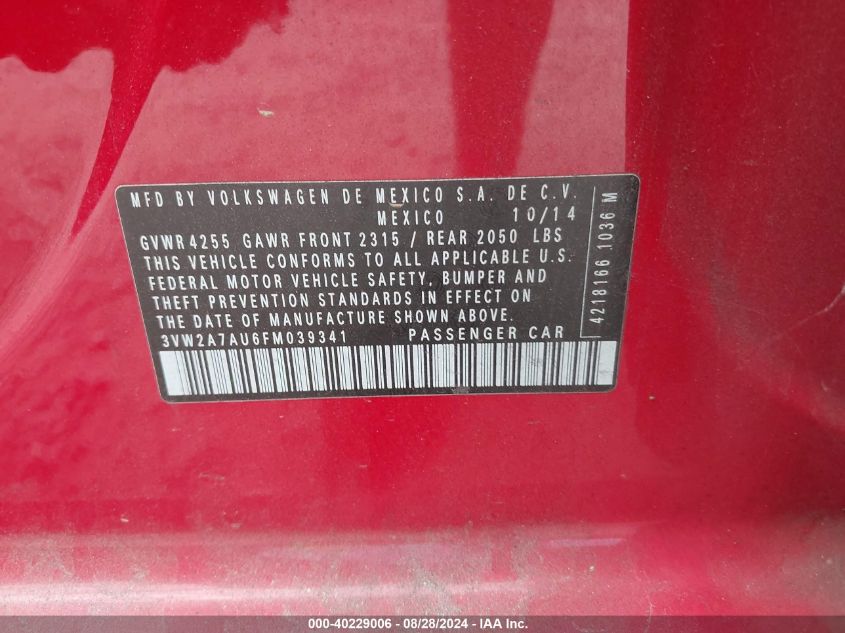 MFD BY VOLKSWAGEN DE MEXICO S.A. DE C.V.
MEXICO 10/14
GVWR 4255 GAWR FRONT 2315 / REAR 2050 LBS
THIS VEHICLE CONFORMS TO ALL APPLICABLE U.S.
FEDERAL MOTOR VEHICLE SAFETY, BUMPER AND
THEFT PREVENTION STANDARDS IN EFFECT ON
THE DATE OF MANUFACTURE SHOWN ABOVE.
3VW2A7AU6FM039341 PASSENGER CAR
4218166 1036 M
000-40229006 - 08/28/2024 - IAA Inc.